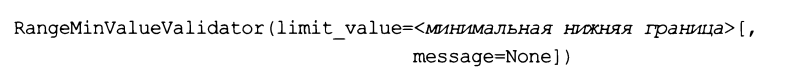 RangeMinValueValidator(limit_value=<минимальная нижняя граница>[,
message=None])